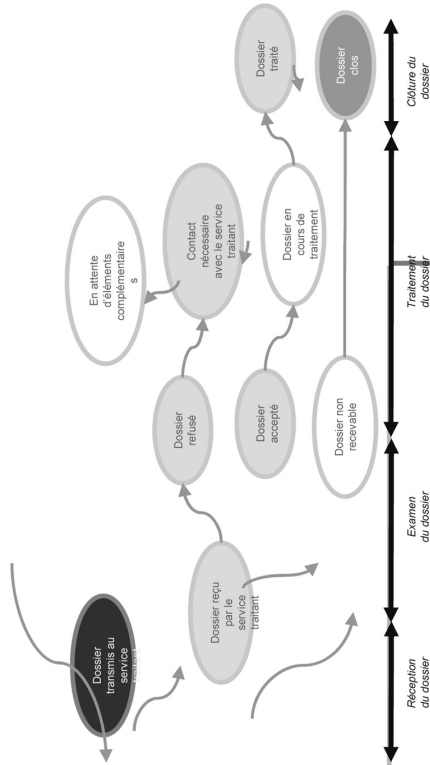 Dossier
transmis au
service
traitant
Dossier reçu
par le
service
traitant
Dossier
refusé
Dossier
accepté
Dossier non
recevable
En attente
d'éléments
complémentaire
s
Contact
nécessaire
avec le service
traitant
Dossier en
cours de
traitement
Dossier
traité
Dossier
clos
Réception
du dossier
Examen
du dossier
Traitement
du dossier
Clôture du
dossier